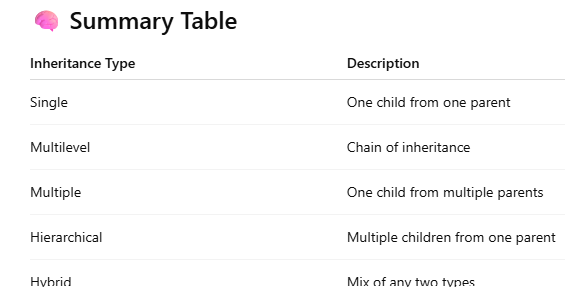 🧠 Summary Table
Inheritance Type Description
Single One child from one parent
Multilevel Chain of inheritance
Multiple One child from multiple parents
Hierarchical Multiple children from one parent
Hybrid Mix of any two types